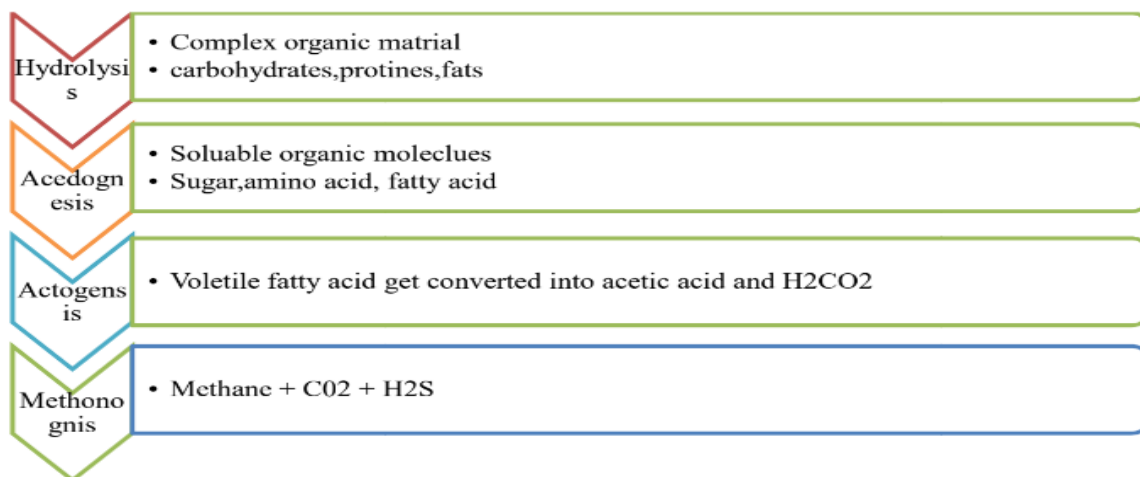 Hydrolysi
s
• Complex organic matrial
• carbohydrates,protines,fats
Acedogn
esis
• Soluable organic moleclues
• Sugar,amino acid, fatty acid
Actogens
is
• Voletile fatty acid get converted into acetic acid and H2CO2
Methono
gnis
• Methane + C02 + H2S